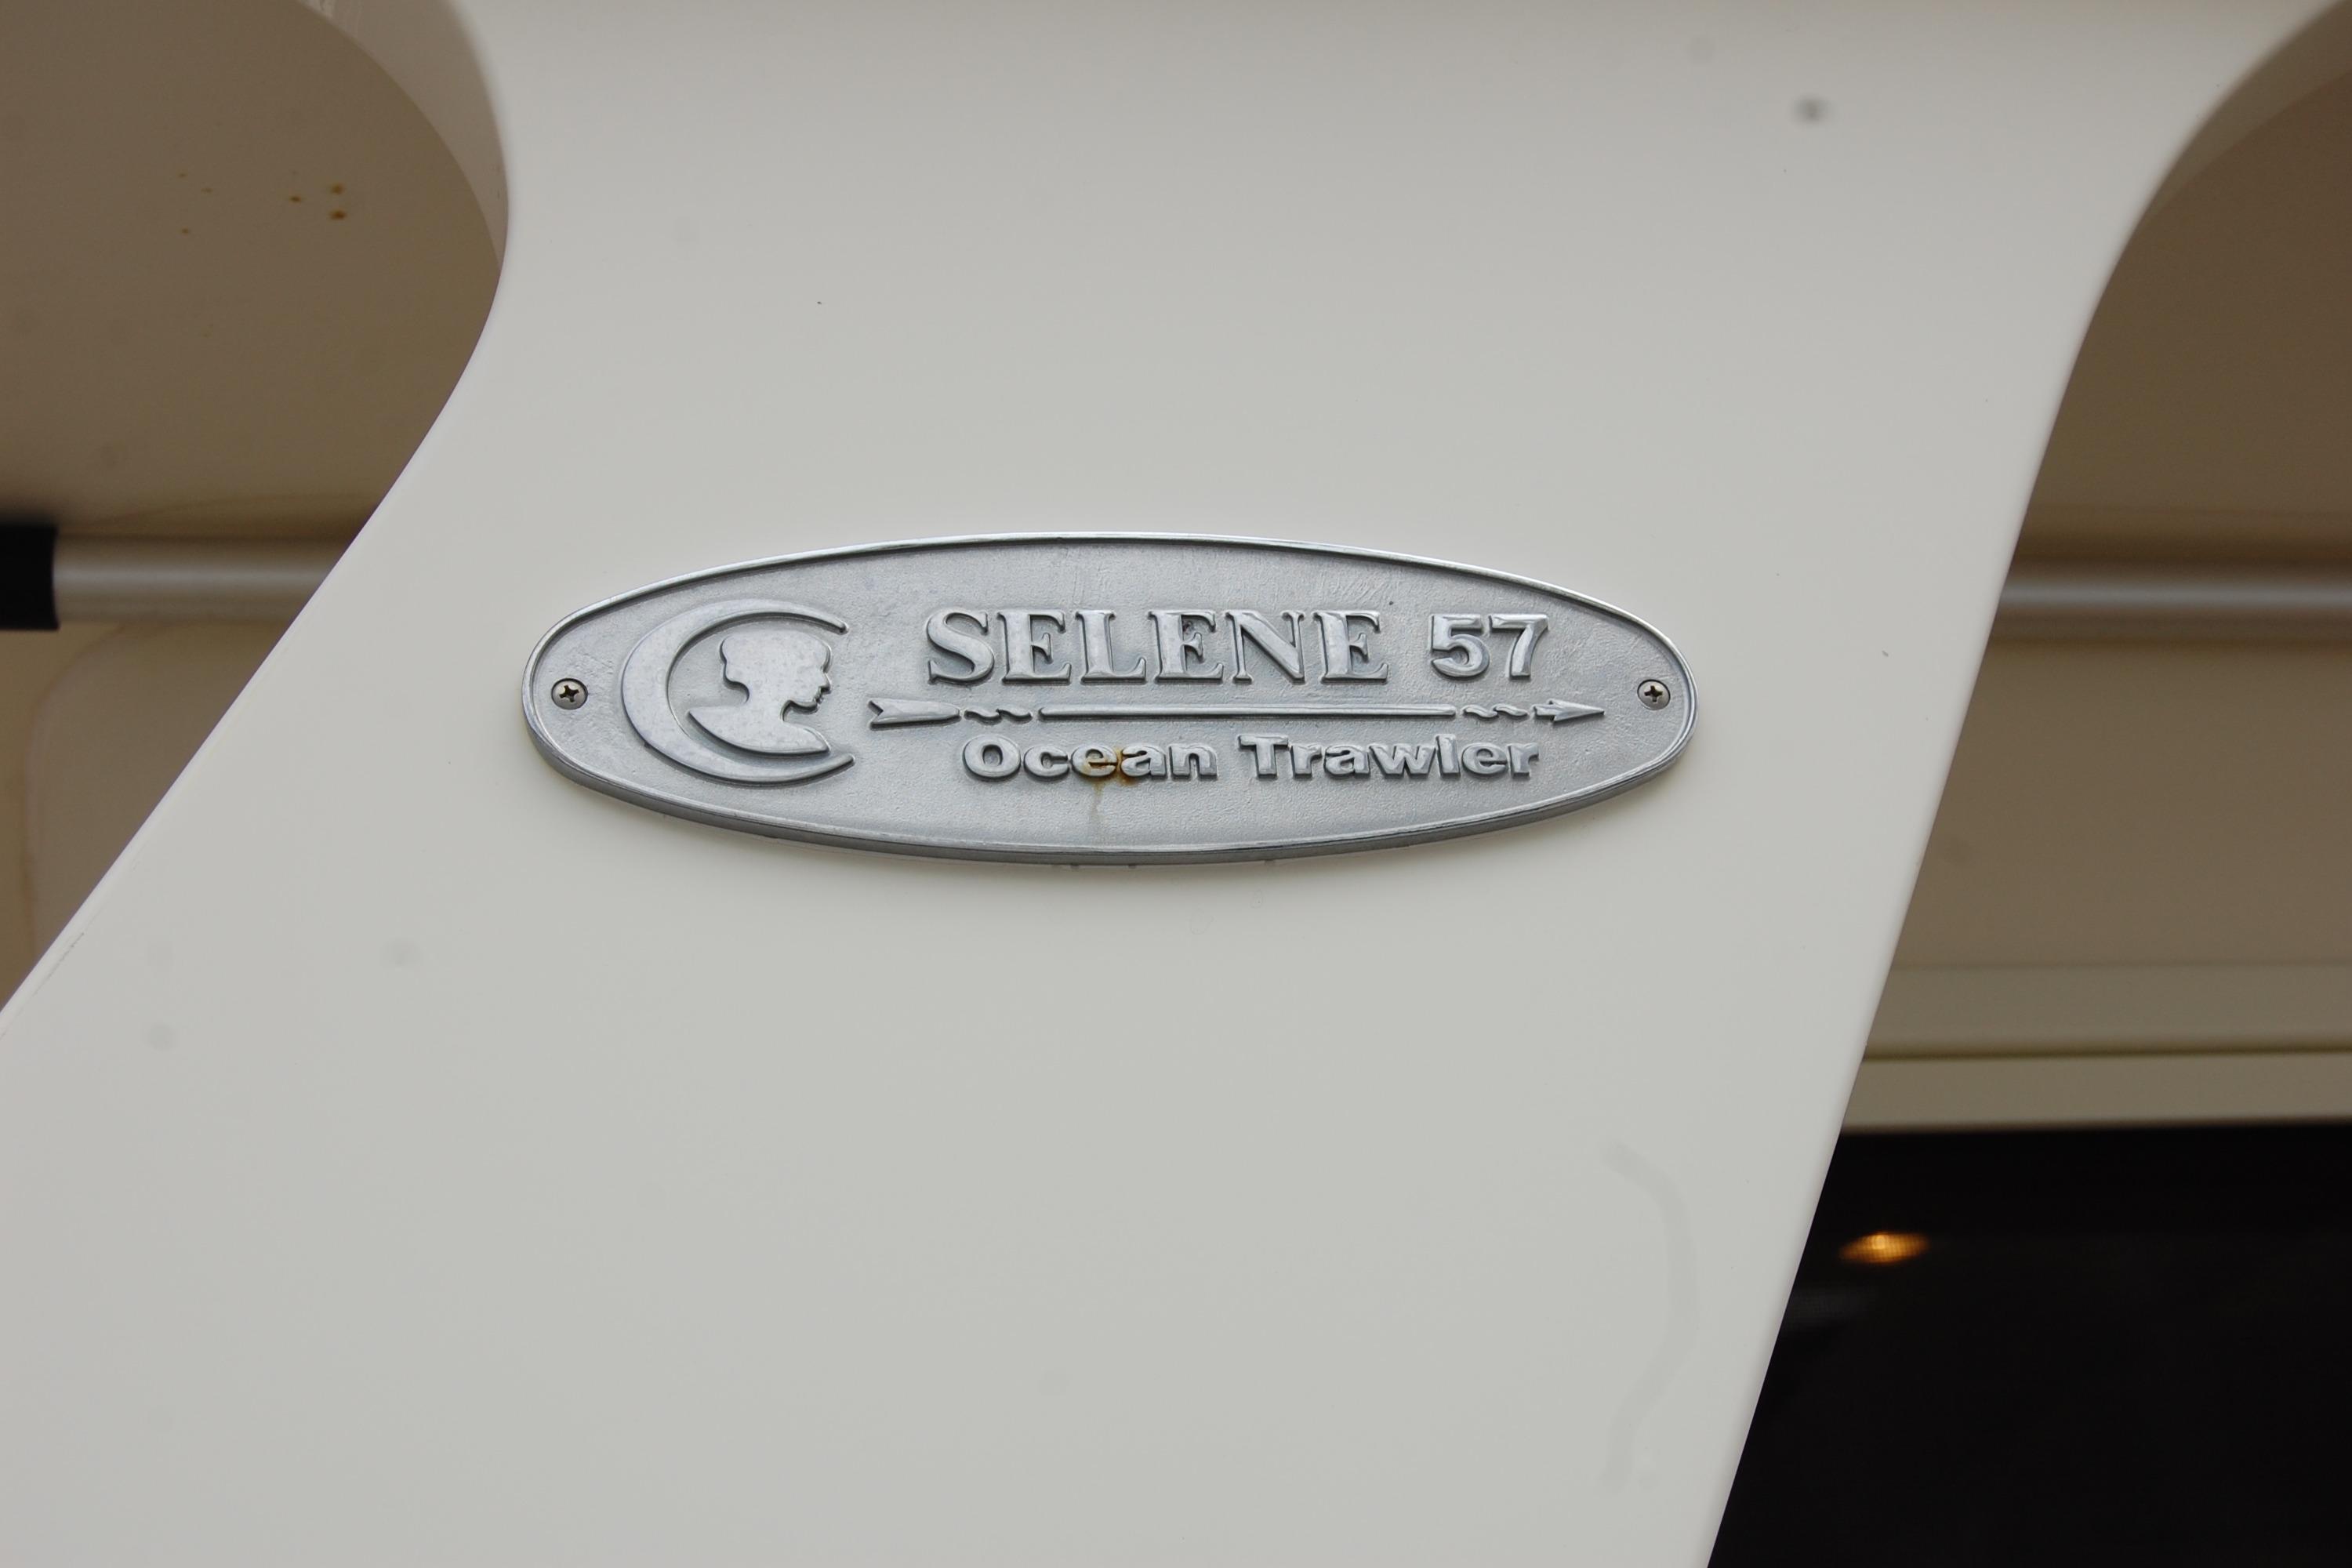 SELENE 57
Ocean Trawler